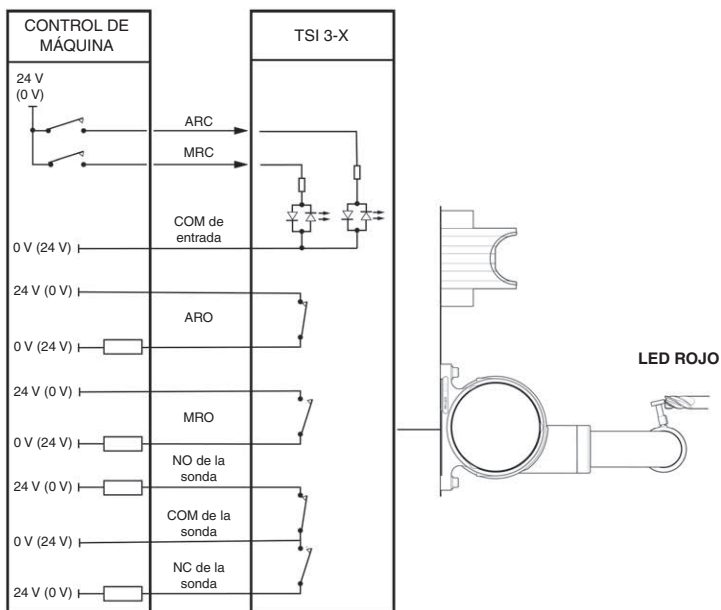 CONTROL DE
MÁQUINA
TSI 3-X
24 V
(0 V)
ARC
MRC
COM de
entrada
0 V (24 V)
24 V (0 V)
ARO
0 V (24 V)
LED ROJO
24 V (0 V)
MRO
0 V (24 V)
NO de la
sonda
24 V (0 V)
COM de la
sonda
0 V (24 V)
NC de la
sonda
24 V (0 V)